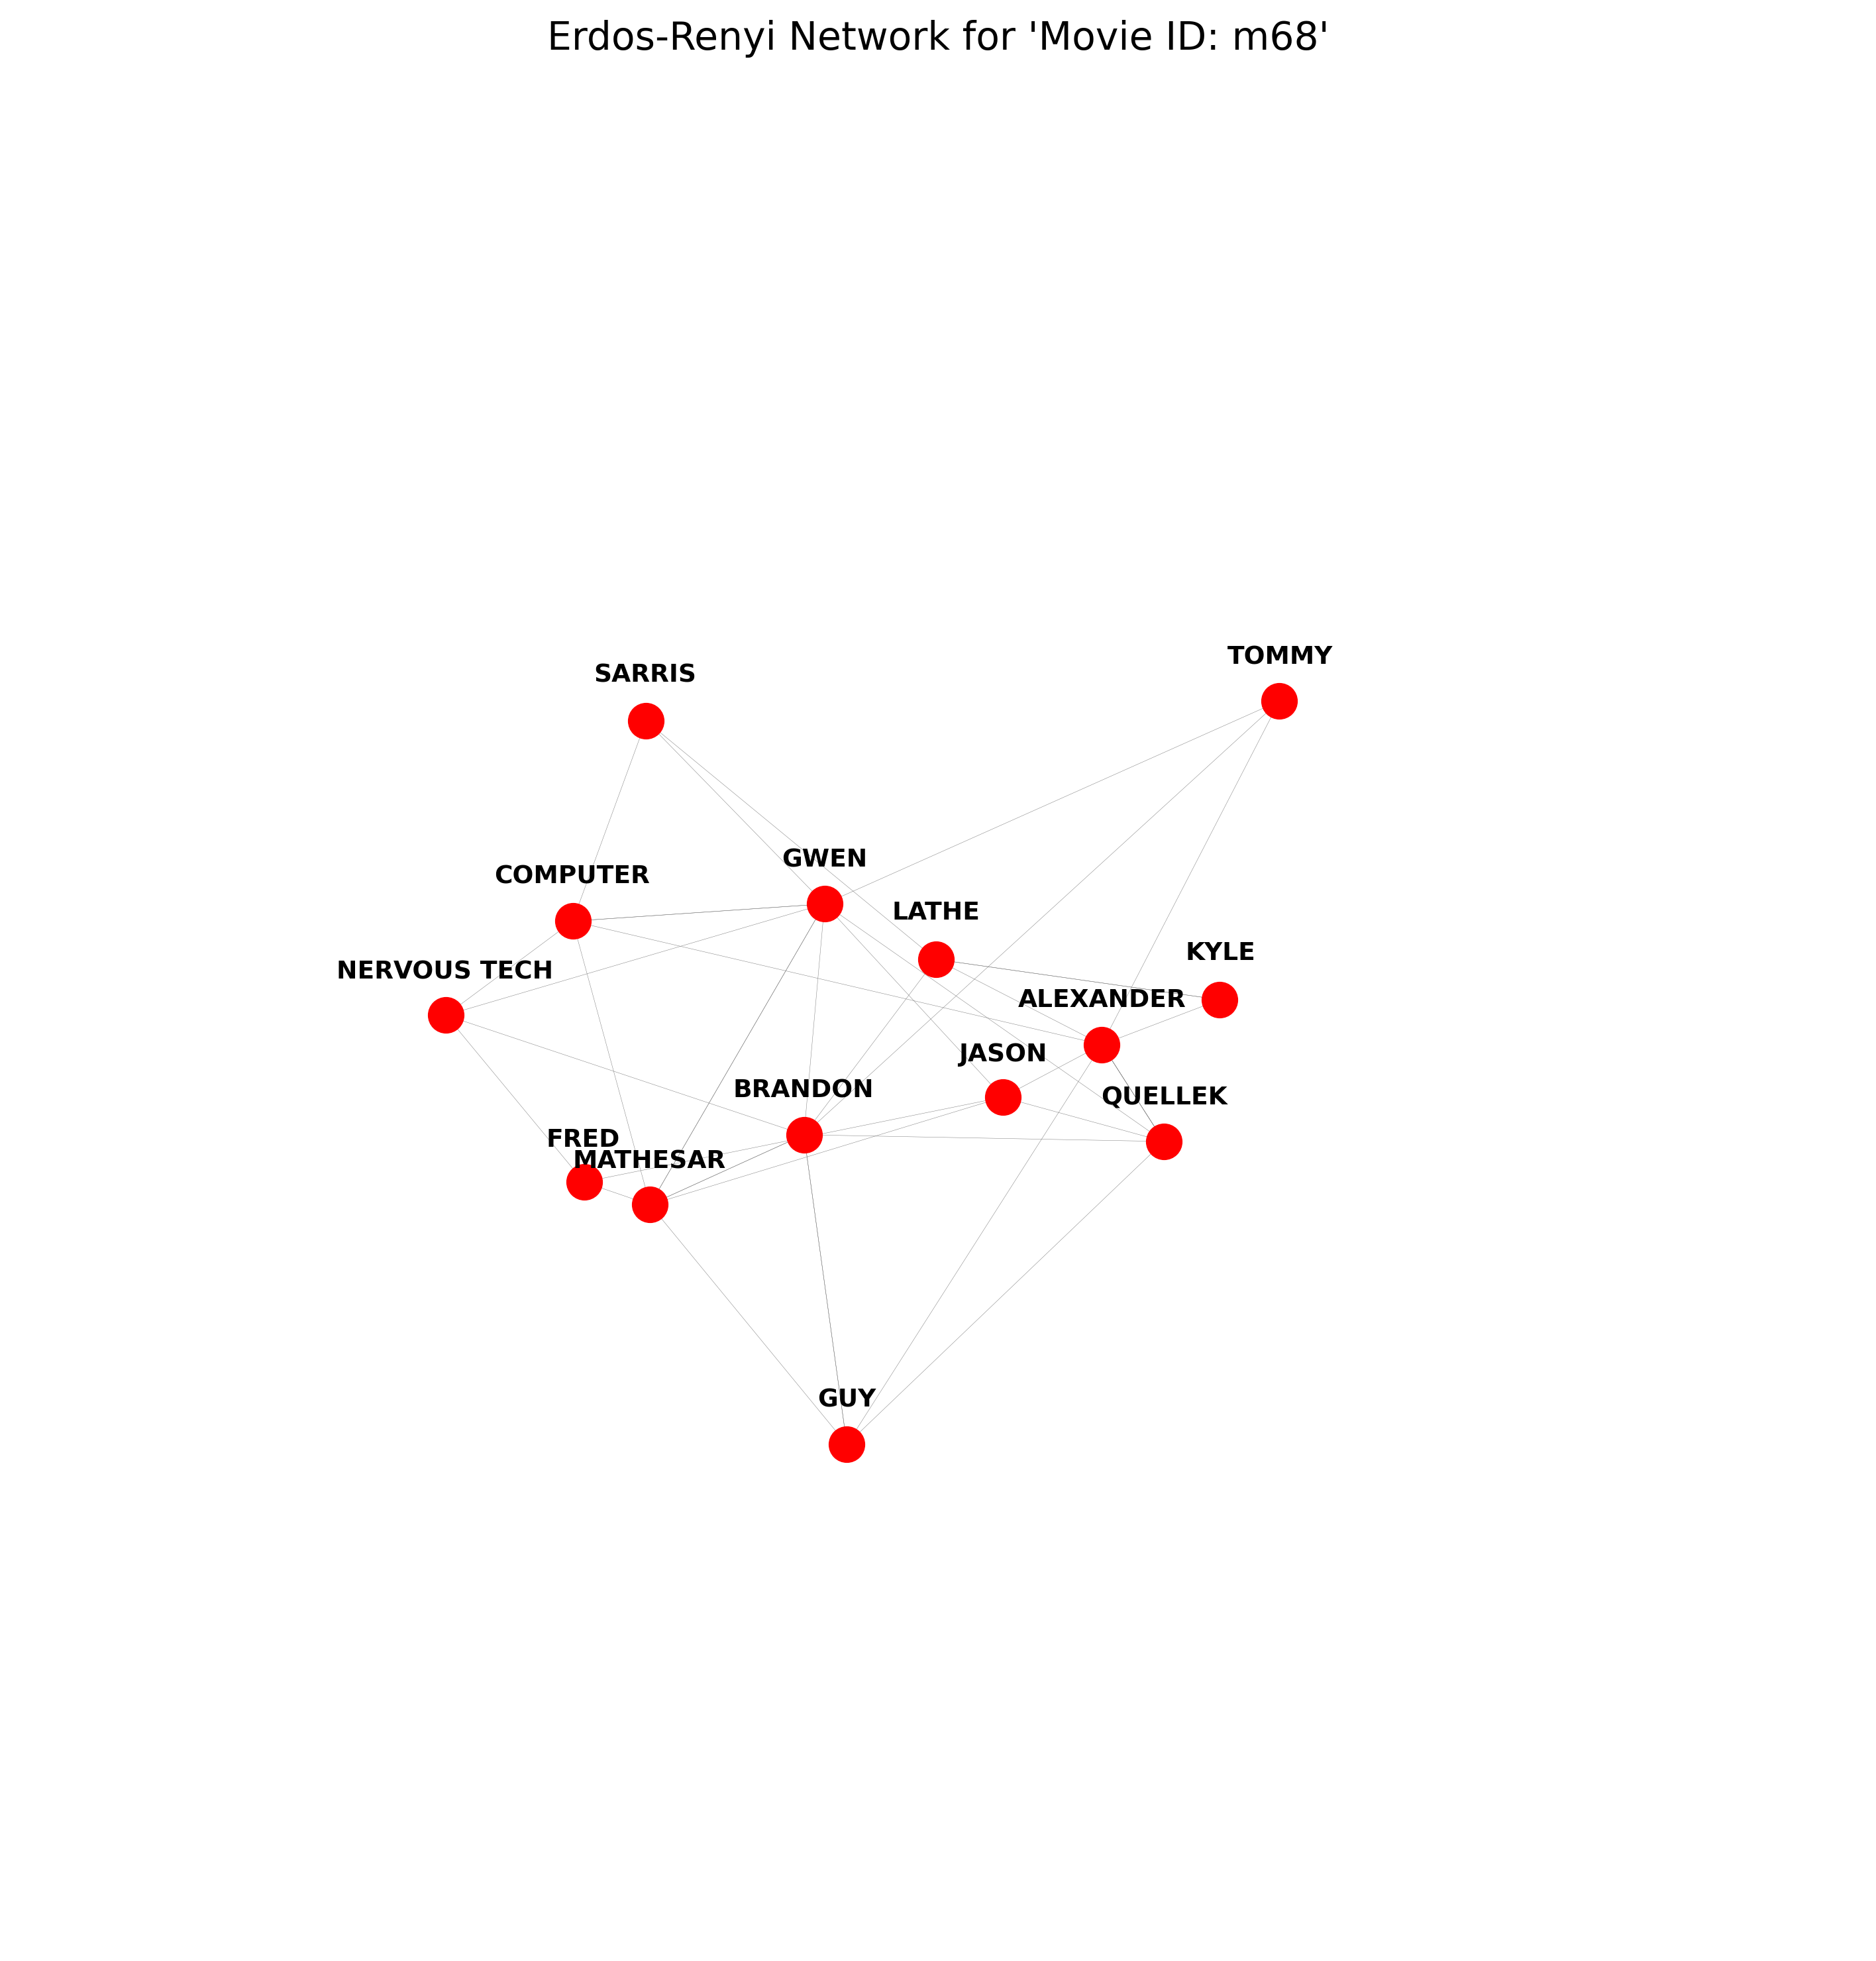 Erdos-Renyi Network for 'Movie ID: m68'
TOMMY
SARRIS
GWEN
COMPUTER
LATHE
KYLE
NERVOUS TECH
ALEXANDER
JASON
BRANDON
QUELLEK
FRED
MATHESAR
GUY